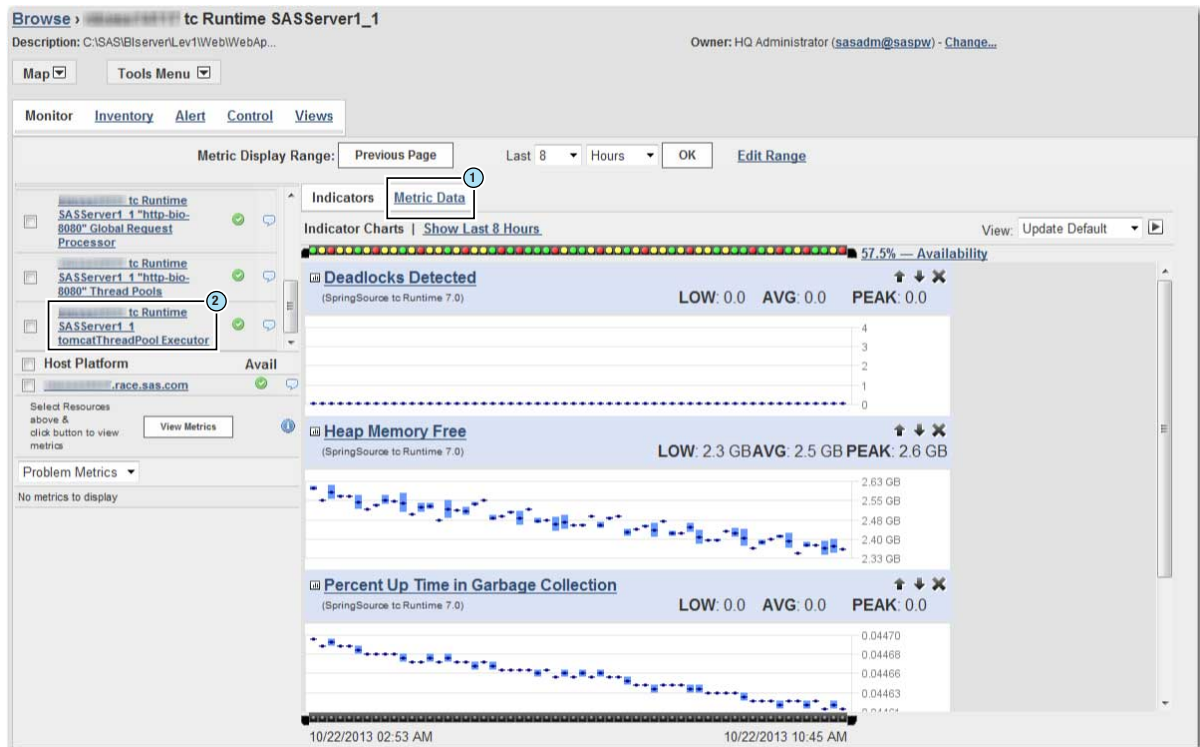 Browse › tc Runtime SASServer1_1
Description: C:\SAS\BIserver\Lev1\Web\WebAp...
Owner: HQ Administrator (sasadm@saspw) - Change...
Map
Tools Menu
Monitor Inventory Alert Control Views
Metric Display Range: Previous Page Last 8 Hours OK Edit Range
1
tc Runtime
SASServer1_1 "http-bio-
8080" Global Request
Processor
tc Runtime
SASServer1_1 "http-bio-
8080" Thread Pools
2
tc Runtime
SASServer1_1
tomcatThreadPool Executor
Host Platform Avail
.race.sas.com
Select Resources
above &
click button to view
metrics
View Metrics
Problem Metrics
No metrics to display
Indicators Metric Data
Indicator Charts | Show Last 8 Hours
View: Update Default
57.5% — Availability
Deadlocks Detected
(SpringSource tc Runtime 7.0)
LOW: 0.0 AVG: 0.0 PEAK: 0.0
4
3
2
1
0
Heap Memory Free
(SpringSource tc Runtime 7.0)
LOW: 2.3 GB AVG: 2.5 GB PEAK: 2.6 GB
2.63 GB
2.55 GB
2.48 GB
2.40 GB
2.33 GB
Percent Up Time in Garbage Collection
(SpringSource tc Runtime 7.0)
LOW: 0.0 AVG: 0.0 PEAK: 0.0
0.04470
0.04468
0.04466
0.04463
10/22/2013 02:53 AM
10/22/2013 10:45 AM